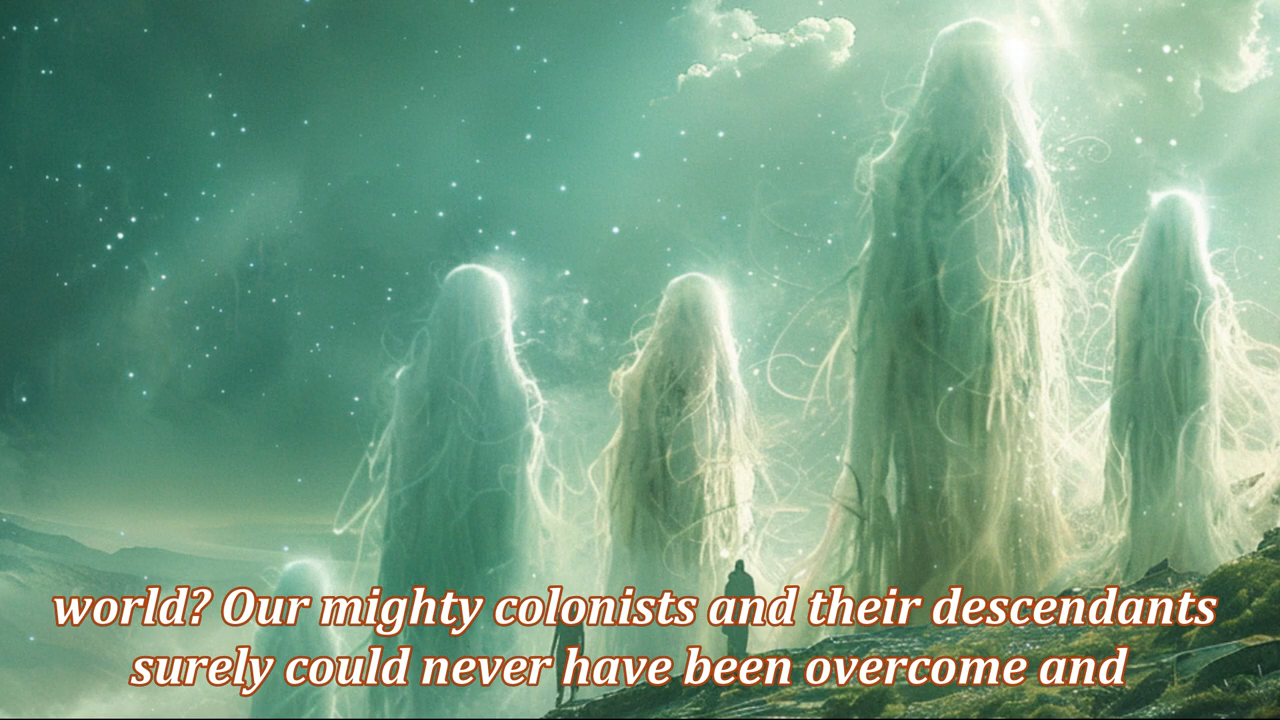 world? Our mighty colonists and their descendants
surely could never have been overcome and